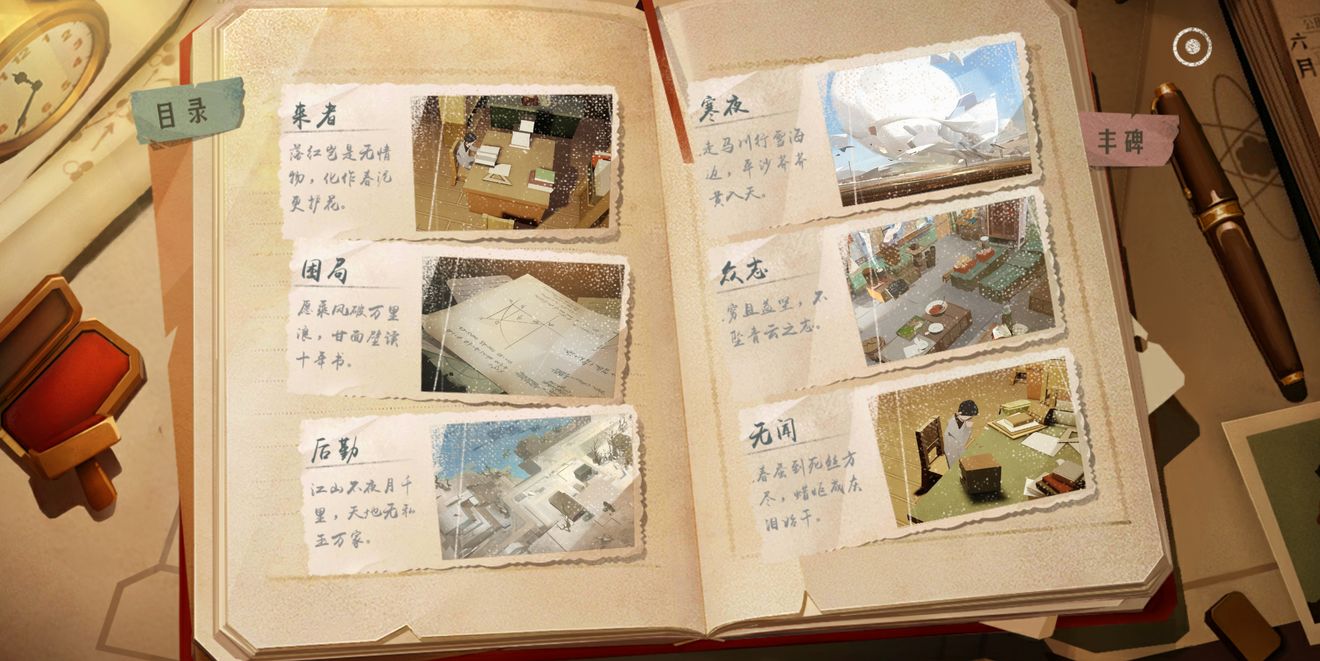 目录
来者
落红岂是无情
物，化作春泥
更护花。
困局
愿乘风破万里
浪，甘面壁读
十年书。
后勤
江山不夜月千
里，天地无私
玉万家。
寒夜
走马川行雪海
边，平沙莽莽
黄入天。
众志
穷且益坚，不
坠青云之志。
无闻
春蚕到死丝方
尽，蜡炬成灰
泪始干。
丰碑
六
月